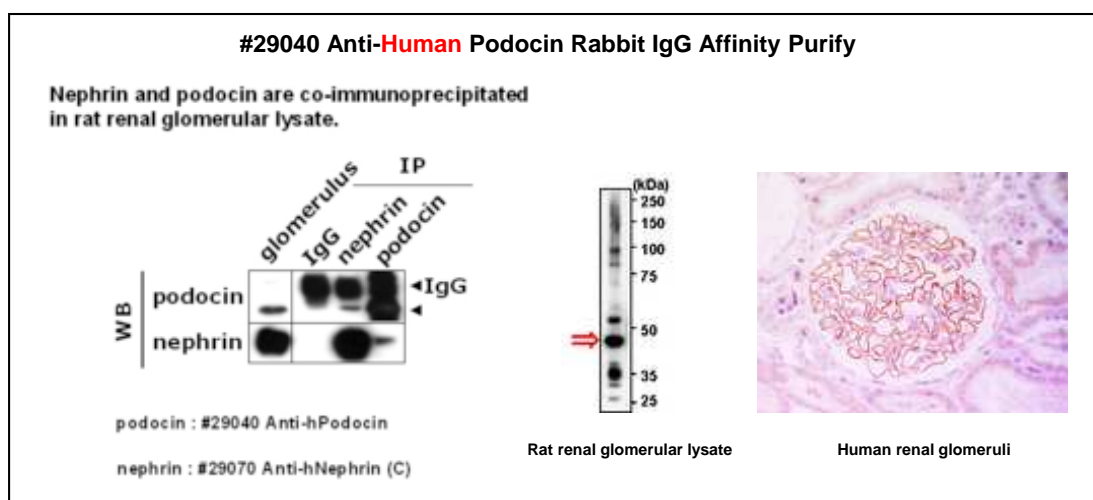 #29040 Anti-Human Podocin Rabbit IgG Affinity Purify
Nephrin and podocin are co-immunoprecipitated
in rat renal glomerular lysate.
IP
glomerulus
IgG
nephrin
podocin
WB
podocin
nephrin
◄IgG
◄
podocin : #29040 Anti-hPodocin
nephrin : #29070 Anti-hNephrin (C)
(kDa)
250
150
100
75
50
35
25
Rat renal glomerular lysate
Human renal glomeruli